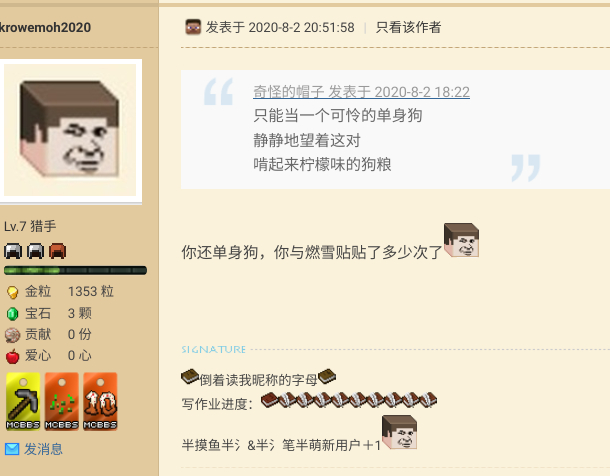 krowemoh2020
发表于 2020-8-2 20:51:58 | 只看该作者
奇怪的帽子 发表于 2020-8-2 18:22
只能当一个可怜的单身狗
静静地望着这对
啃起来柠檬味的狗粮
你还单身狗，你与燃雪贴贴了多少次了
Lv.7 猎手
金粒 1353 粒
宝石 3 颗
贡献 0 份
爱心 0 心
MCBBS
MCBBS
10
MCBBS
发消息
SIGNATURE
倒着读我昵称的字母
写作业进度：
半摸鱼半氵&半氵笔半萌新用户+1